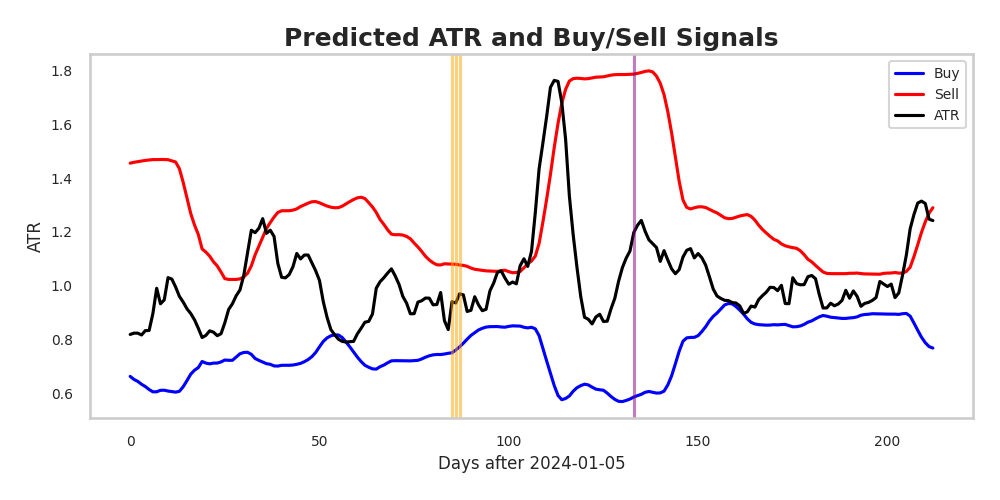 Predicted ATR and Buy/Sell Signals
Buy
Sell
ATR
ATR
1.8
1.6
1.4
1.2
1.0
0.8
0.6
0
50
100
150
200
Days after 2024-01-05